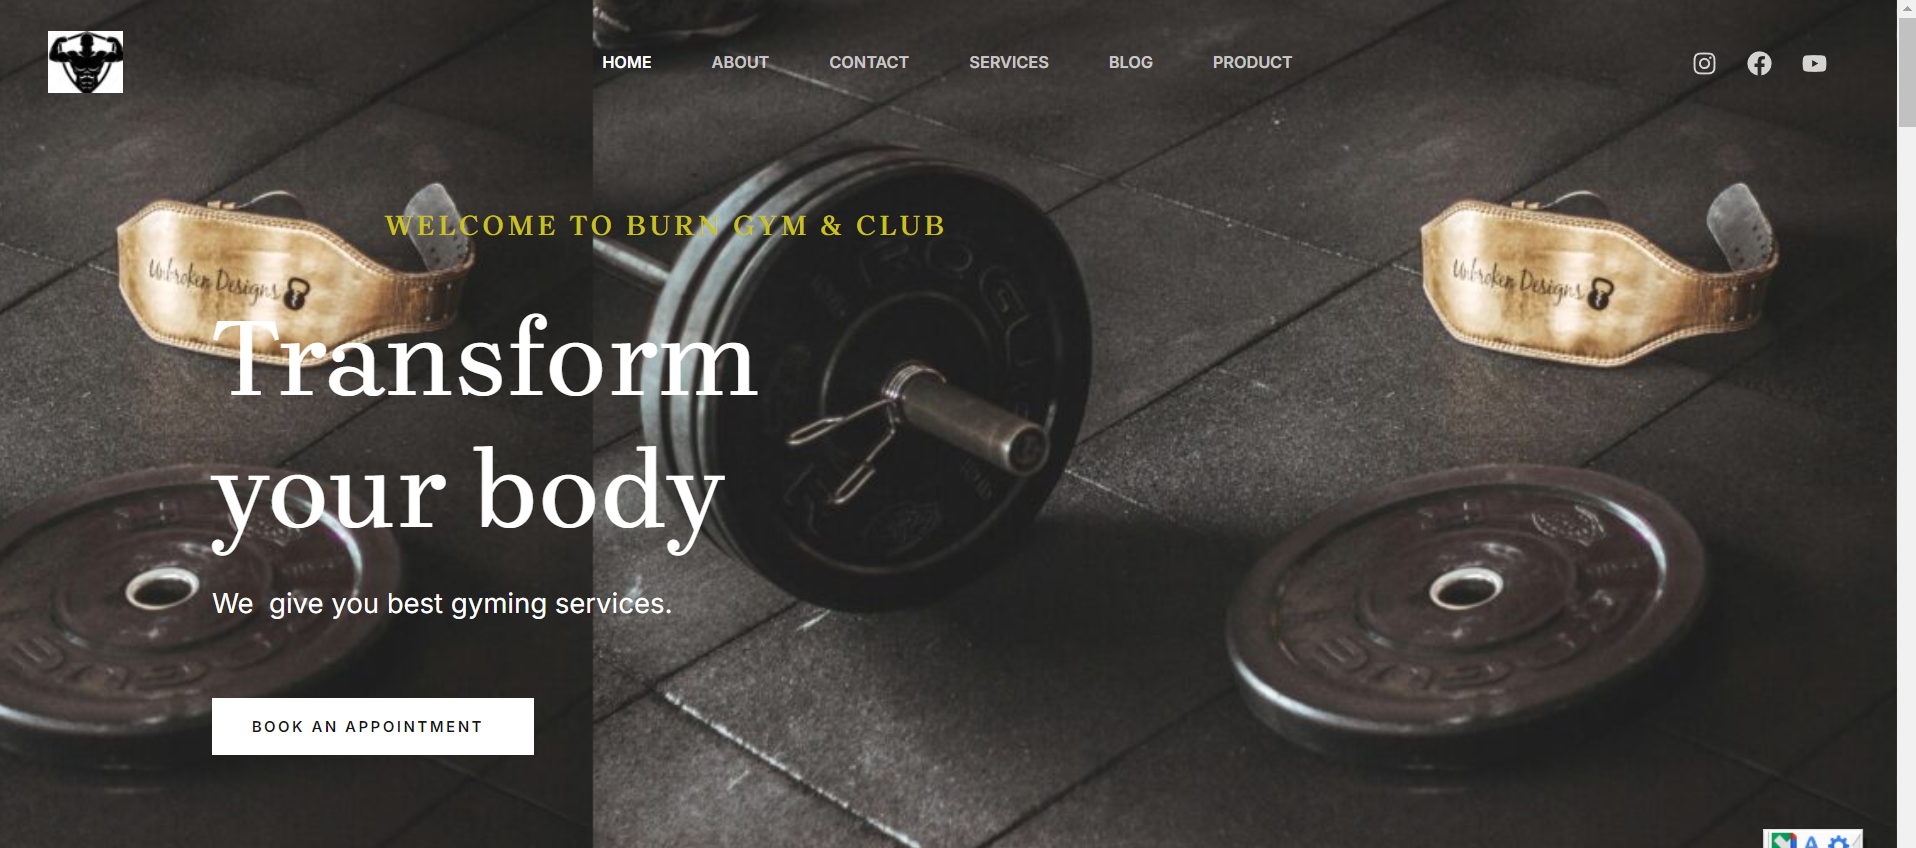 HOME ABOUT CONTACT SERVICES BLOG PRODUCT
WELCOME TO BURN GYM & CLUB
Unbroken Designs
Unbroken Designs
Transform
your body
We  give you best gyming services.
BOOK AN APPOINTMENT
ROGUE
A